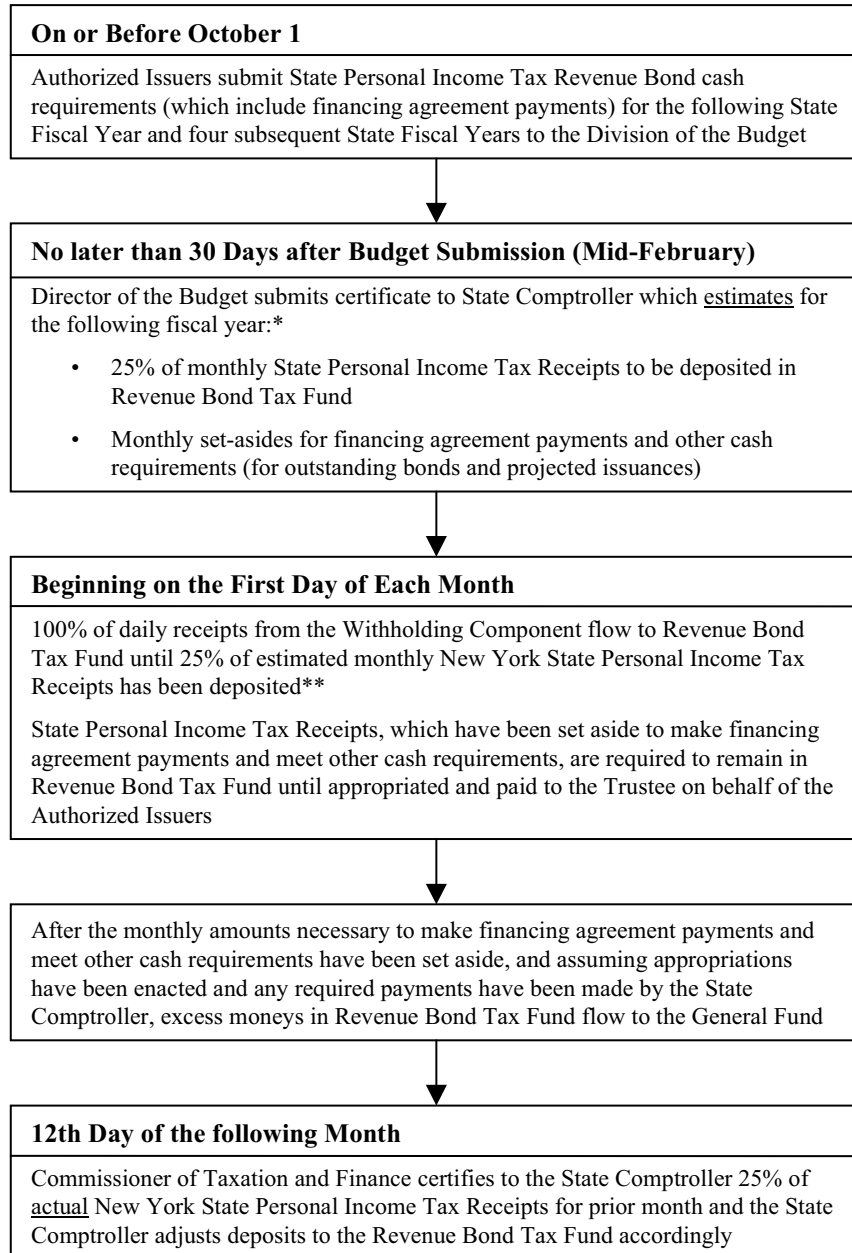 On or Before October 1
Authorized Issuers submit State Personal Income Tax Revenue Bond cash
requirements (which include financing agreement payments) for the following State
Fiscal Year and four subsequent State Fiscal Years to the Division of the Budget
No later than 30 Days after Budget Submission (Mid-February)
Director of the Budget submits certificate to State Comptroller which estimates for
the following fiscal year:*
• 25% of monthly State Personal Income Tax Receipts to be deposited in
Revenue Bond Tax Fund
• Monthly set-asides for financing agreement payments and other cash
requirements (for outstanding bonds and projected issuances)
Beginning on the First Day of Each Month
100% of daily receipts from the Withholding Component flow to Revenue Bond
Tax Fund until 25% of estimated monthly New York State Personal Income Tax
Receipts has been deposited**
State Personal Income Tax Receipts, which have been set aside to make financing
agreement payments and meet other cash requirements, are required to remain in
Revenue Bond Tax Fund until appropriated and paid to the Trustee on behalf of the
Authorized Issuers
After the monthly amounts necessary to make financing agreement payments and
meet other cash requirements have been set aside, and assuming appropriations
have been enacted and any required payments have been made by the State
Comptroller, excess moneys in Revenue Bond Tax Fund flow to the General Fund
12th Day of the following Month
Commissioner of Taxation and Finance certifies to the State Comptroller 25% of
actual New York State Personal Income Tax Receipts for prior month and the State
Comptroller adjusts deposits to the Revenue Bond Tax Fund accordingly